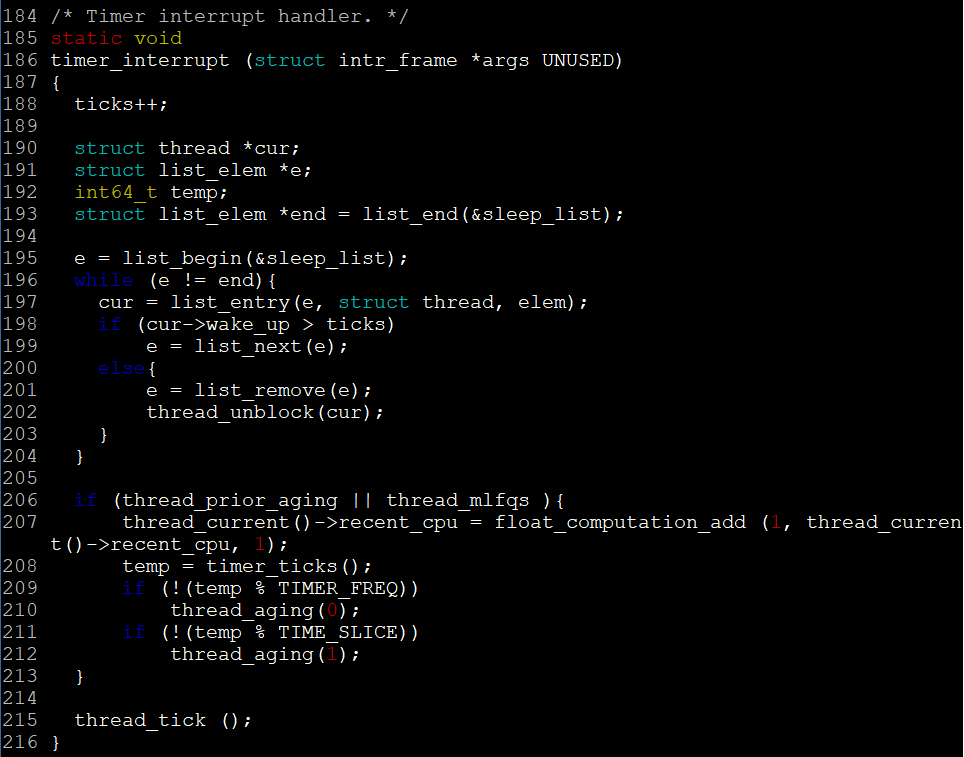 184 /* Timer interrupt handler. */
185 static void
186 timer_interrupt (struct intr_frame *args UNUSED)
187 {
188   ticks++;
189
190   struct thread *cur;
191   struct list_elem *e;
192   int64_t temp;
193   struct list_elem *end = list_end(&sleep_list);
194
195   e = list_begin(&sleep_list);
196   while (e != end){
197     cur = list_entry(e, struct thread, elem);
198     if (cur->wake_up > ticks)
199         e = list_next(e);
200     else{
201         e = list_remove(e);
202         thread_unblock(cur);
203     }
204   }
205
206   if (thread_prior_aging || thread_mlfqs ){
207       thread_current()->recent_cpu = float_computation_add (1, thread_curren
t()->recent_cpu, 1);
208       temp = timer_ticks();
209       if (!(temp % TIMER_FREQ))
210           thread_aging(0);
211       if (!(temp % TIME_SLICE))
212           thread_aging(1);
213   }
214
215   thread_tick ();
216 }